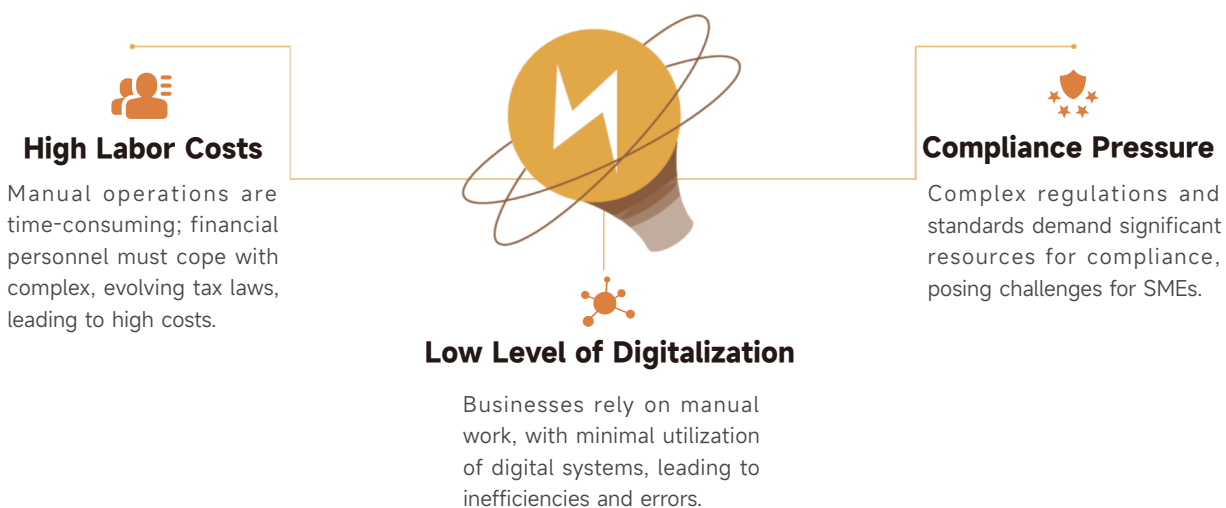 High Labor Costs
Manual operations are
time-consuming; financial
personnel must cope with
complex, evolving tax laws,
leading to high costs.
Low Level of Digitalization
Businesses rely on manual
work, with minimal utilization
of digital systems, leading to
inefficiencies and errors.
Compliance Pressure
Complex regulations and
standards demand significant
resources for compliance,
posing challenges for SMEs.